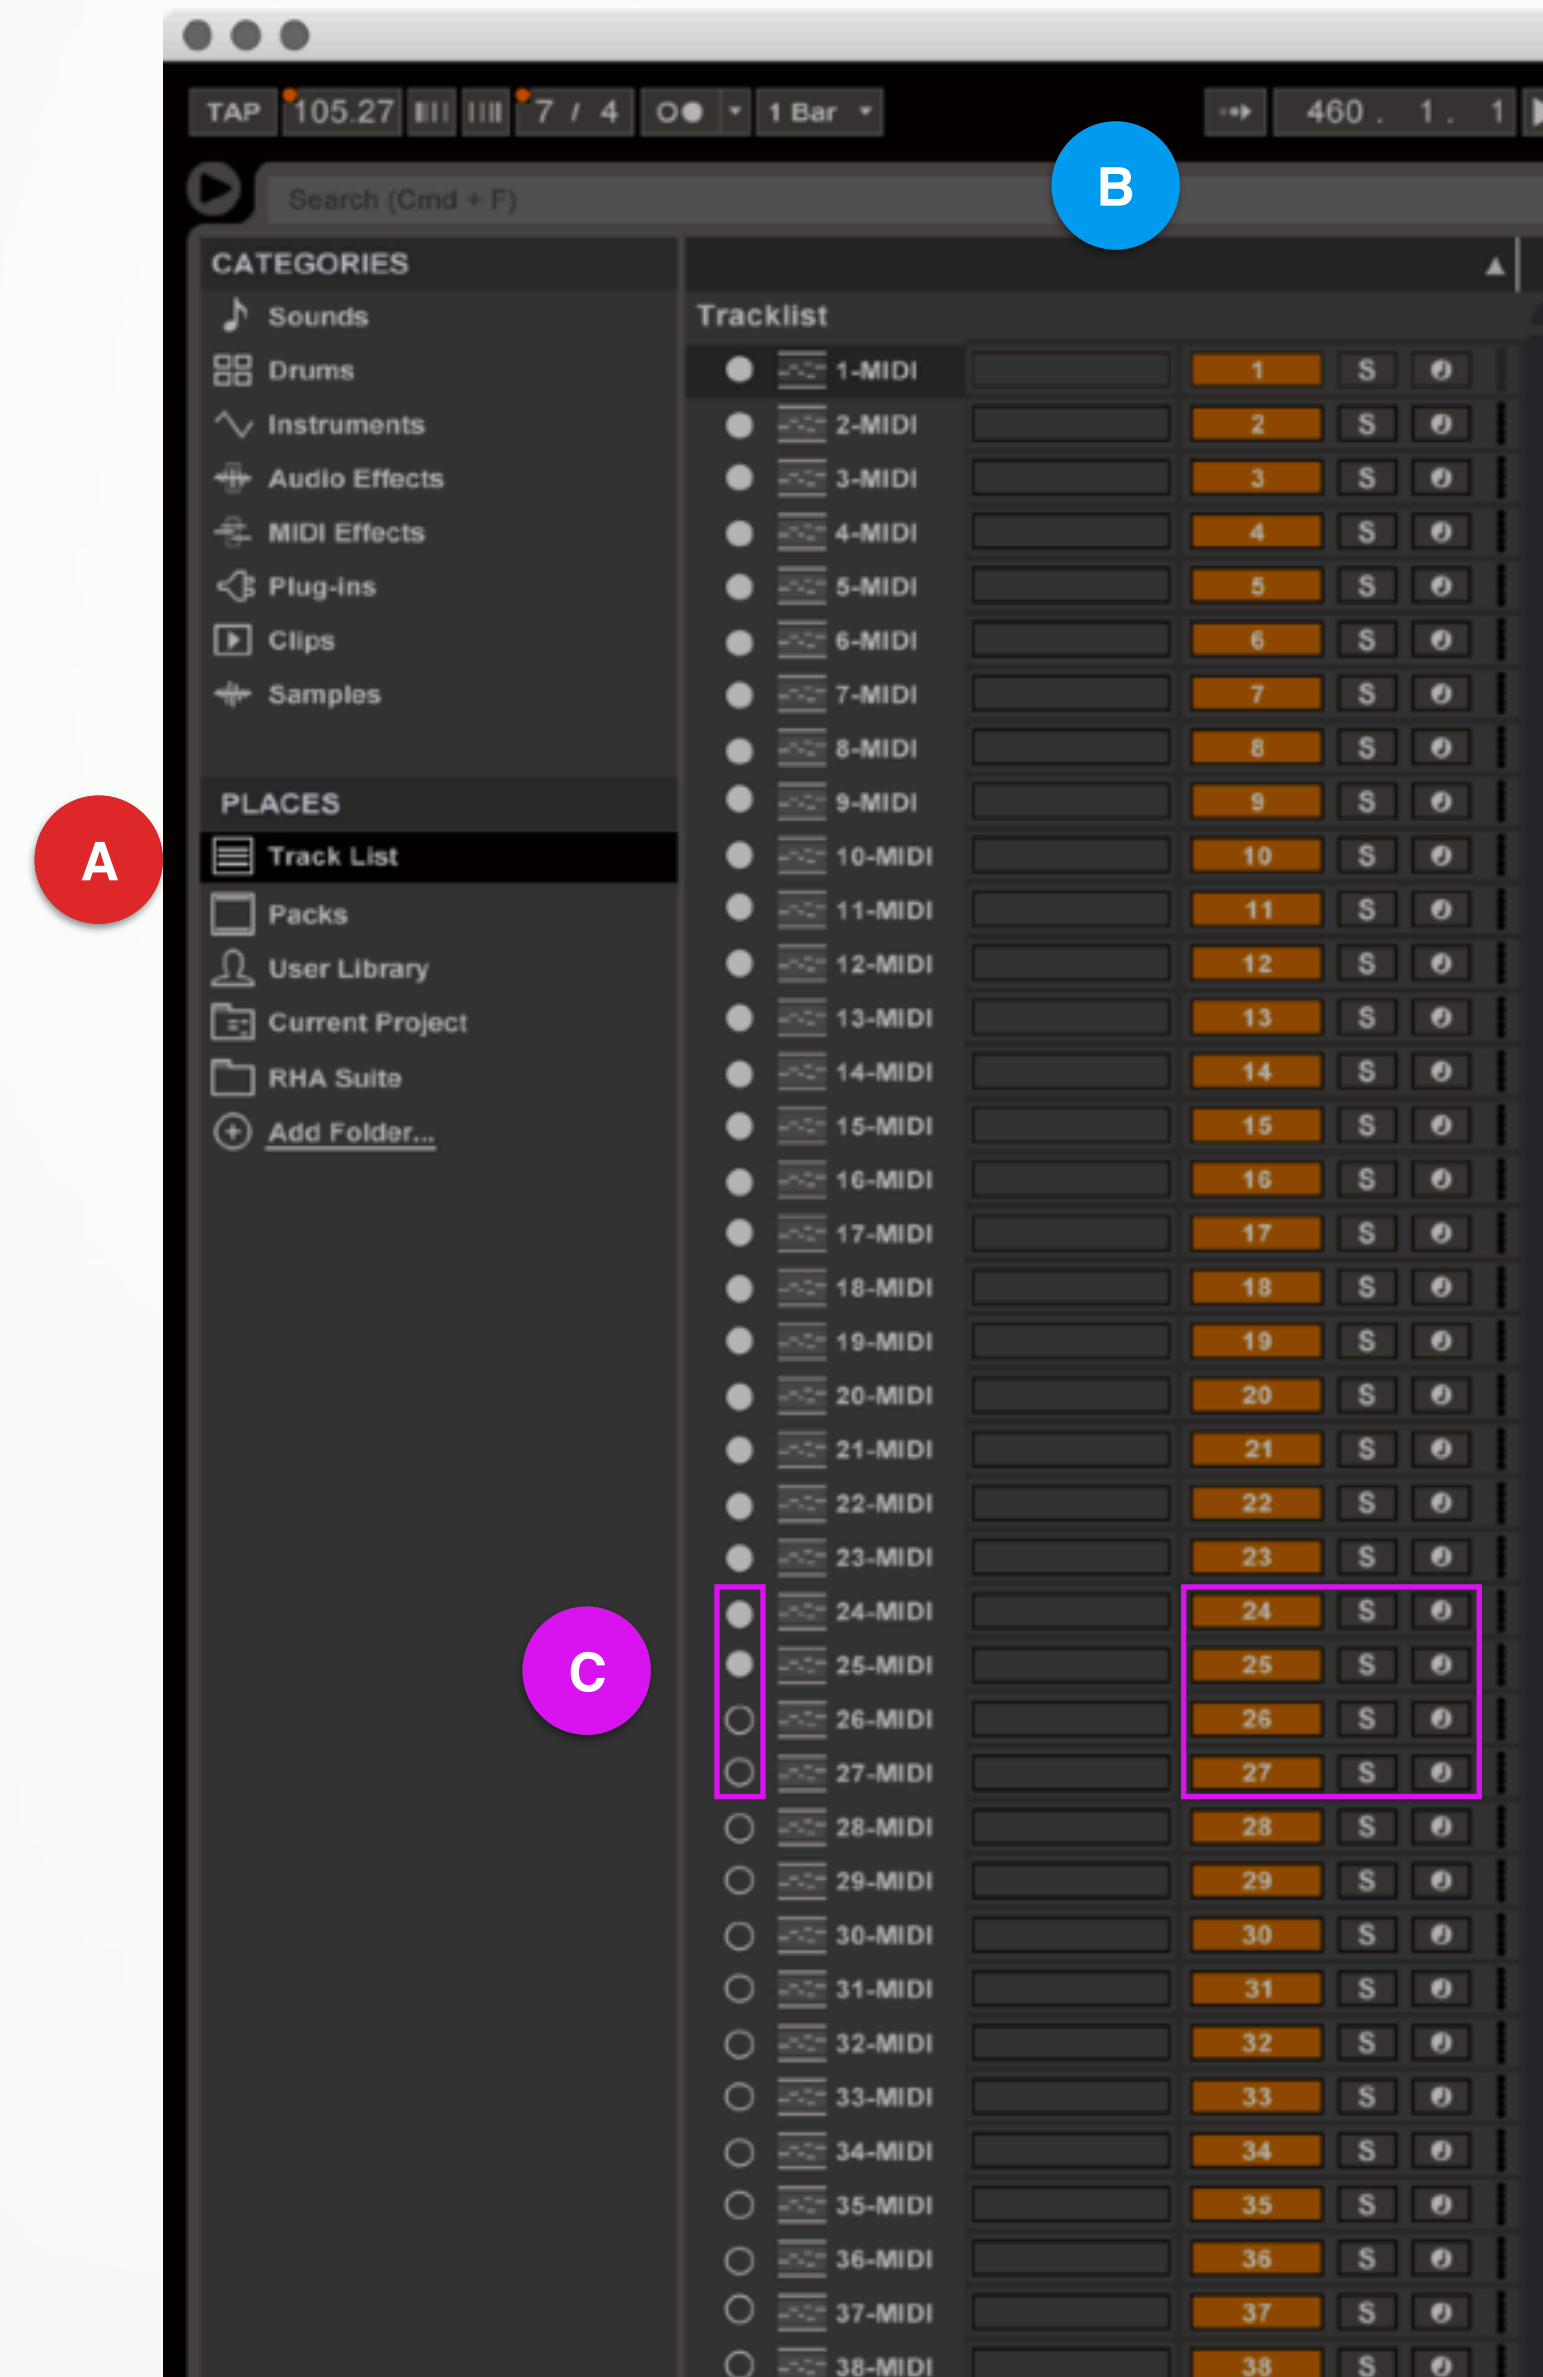 TAP 105.27 7 / 4 1 Bar 460. 1. 1
B
Search (Cmd + F)
CATEGORIES
Sounds
Drums
Instruments
Audio Effects
MIDI Effects
Plug-ins
Clips
Samples
PLACES
A
Track List
Packs
User Library
Current Project
RHA Suite
Add Folder...
C
Tracklist
1-MIDI 1 S
2-MIDI 2 S
3-MIDI 3 S
4-MIDI 4 S
5-MIDI 5 S
6-MIDI 6 S
7-MIDI 7 S
8-MIDI 8 S
9-MIDI 9 S
10-MIDI 10 S
11-MIDI 11 S
12-MIDI 12 S
13-MIDI 13 S
14-MIDI 14 S
15-MIDI 15 S
16-MIDI 16 S
17-MIDI 17 S
18-MIDI 18 S
19-MIDI 19 S
20-MIDI 20 S
21-MIDI 21 S
22-MIDI 22 S
23-MIDI 23 S
24-MIDI 24 S
25-MIDI 25 S
26-MIDI 26 S
27-MIDI 27 S
28-MIDI 28 S
29-MIDI 29 S
30-MIDI 30 S
31-MIDI 31 S
32-MIDI 32 S
33-MIDI 33 S
34-MIDI 34 S
35-MIDI 35 S
36-MIDI 36 S
37-MIDI 37 S
38-MIDI 38 S